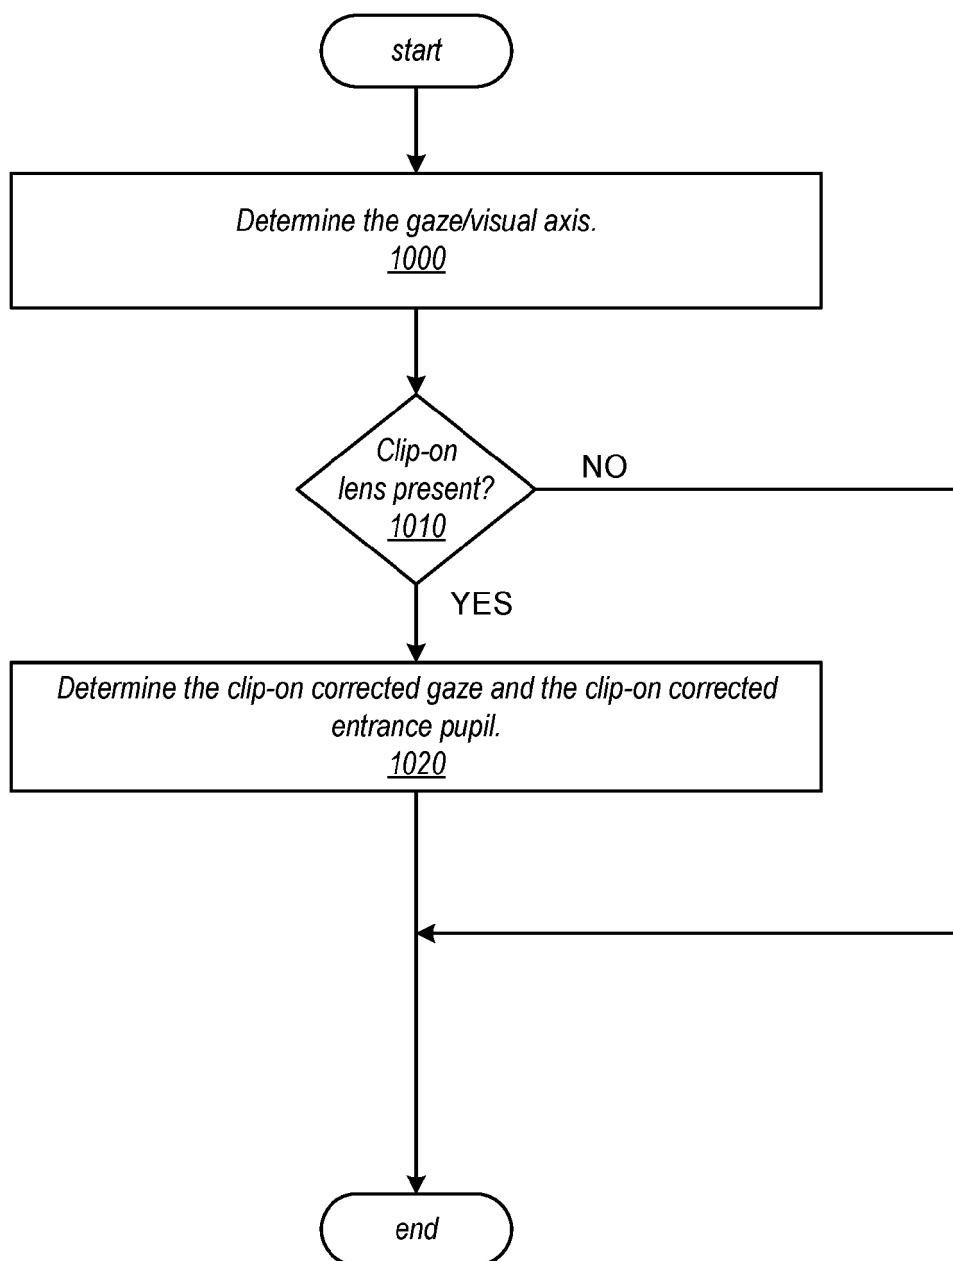 start
Determine the gaze/visual axis.
1000
Clip-on
lens present?
1010
NO
YES
Determine the clip-on corrected gaze and the clip-on corrected
entrance pupil.
1020
end